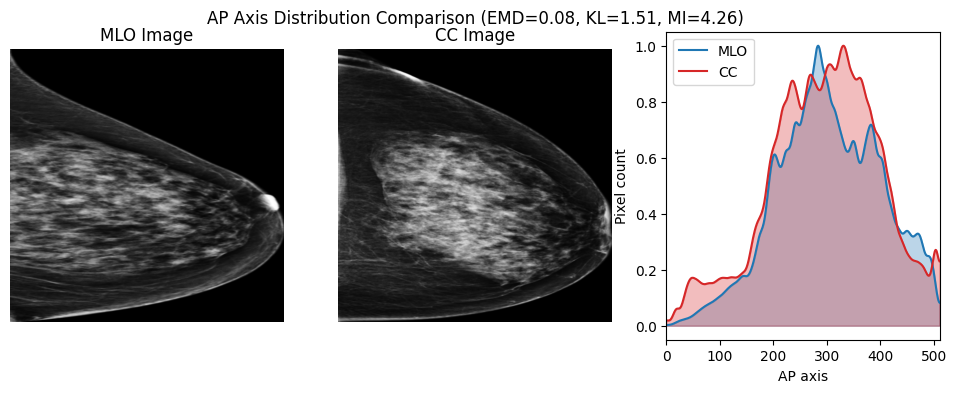 AP Axis Distribution Comparison (EMD=0.08, KL=1.51, MI=4.26)
MLO Image
CC Image
MLO
CC
1.0
0.8
0.6
0.4
0.2
0.0
Pixel count
0
100
200
300
400
500
AP axis